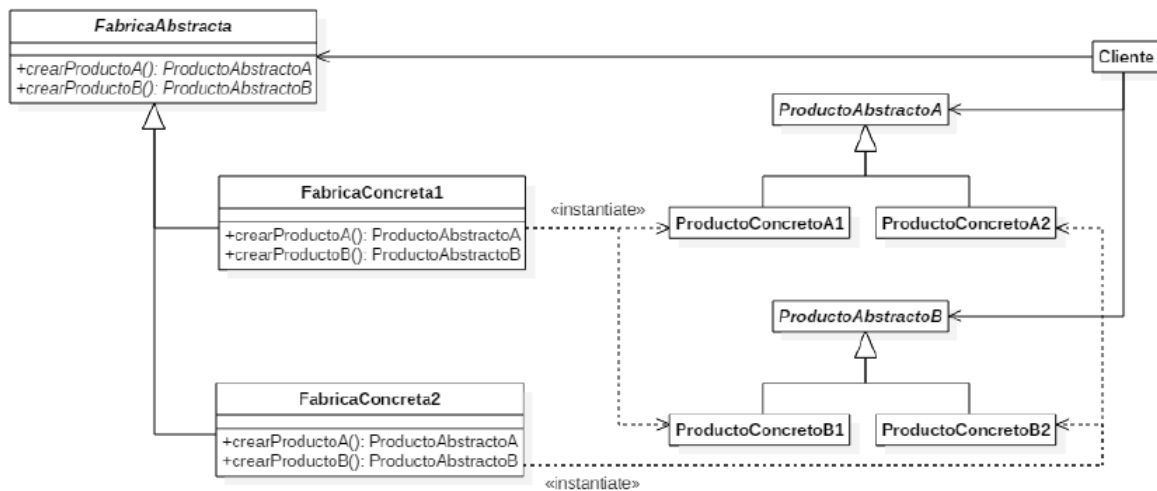 FabricaAbstracta
+crearProductoA(): ProductoAbstractoA
+crearProductoB(): ProductoAbstractoB
Cliente
ProductoAbstractoA
FabricaConcreta1
+crearProductoA(): ProductoAbstractoA
+crearProductoB(): ProductoAbstractoB
«instantiate»
ProductoConcretoA1
ProductoConcretoA2
ProductoAbstractoB
FabricaConcreta2
+crearProductoA(): ProductoAbstractoA
+crearProductoB(): ProductoAbstractoB
ProductoConcretoB1
ProductoConcretoB2
«instantiate»